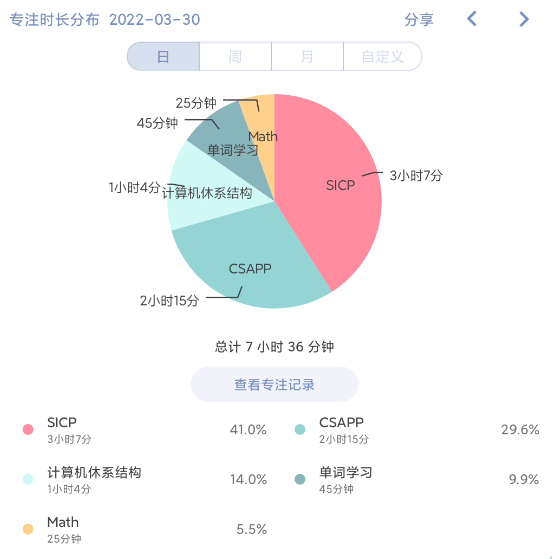 专注时长分布 2022-03-30 分享
日 周 月 自定义
25分钟
45分钟
Math
单词学习
1小时4分
计算机休系结构
SICP
3小时7分
CSAPP
2小时15分
总计 7 小时 36 分钟
查看专注记录
SICP 41.0%
3小时7分
CSAPP 29.6%
2小时15分
计算机休系结构 14.0%
1小时4分
单词学习 9.9%
45分钟
Math 5.5%
25分钟